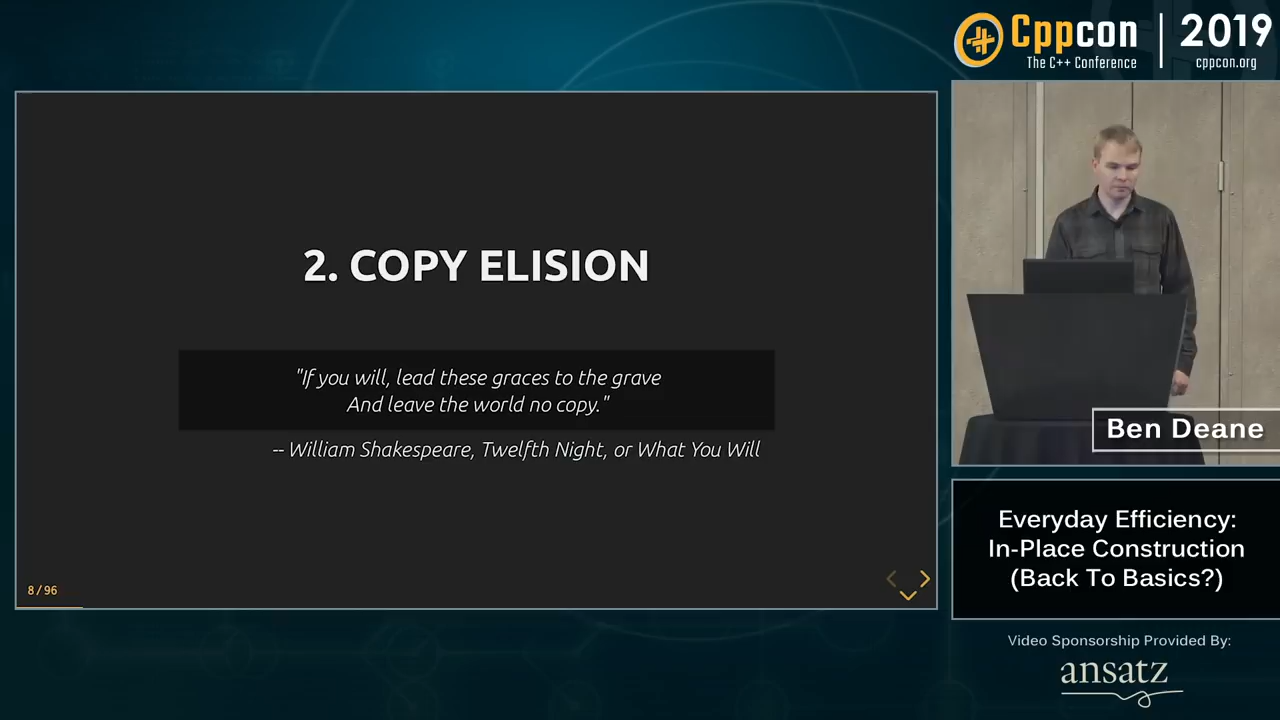 Cppcon | 2019
The C++ Conference
cppcon.org
2. COPY ELISION
"If you will, lead these graces to the grave
And leave the world no copy."
-- William Shakespeare, Twelfth Night, or What You Will
8/96
Ben Deane
Everyday Efficiency:
In-Place Construction
(Back To Basics?)
Video Sponsorship Provided By:
ansatz